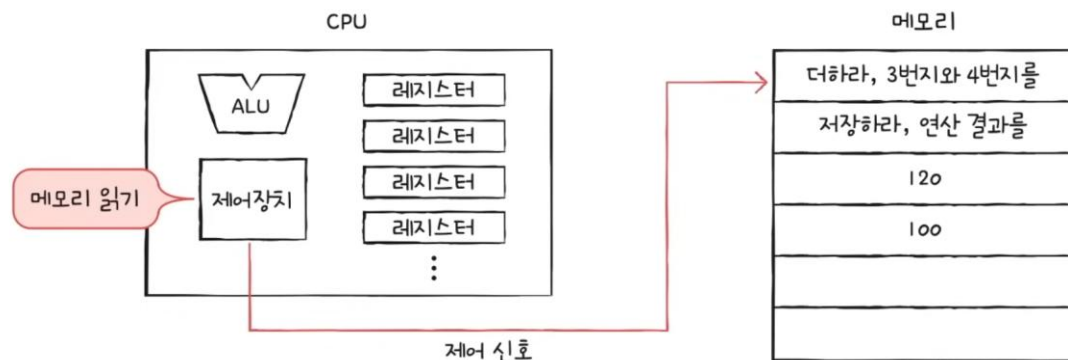 CPU
메모리
ALU
레지스터
레지스터
레지스터
레지스터
제어장치
메모리 읽기
더하라, 3번지와 4번지를
저장하라, 연산 결과를
120
100
제어 신호